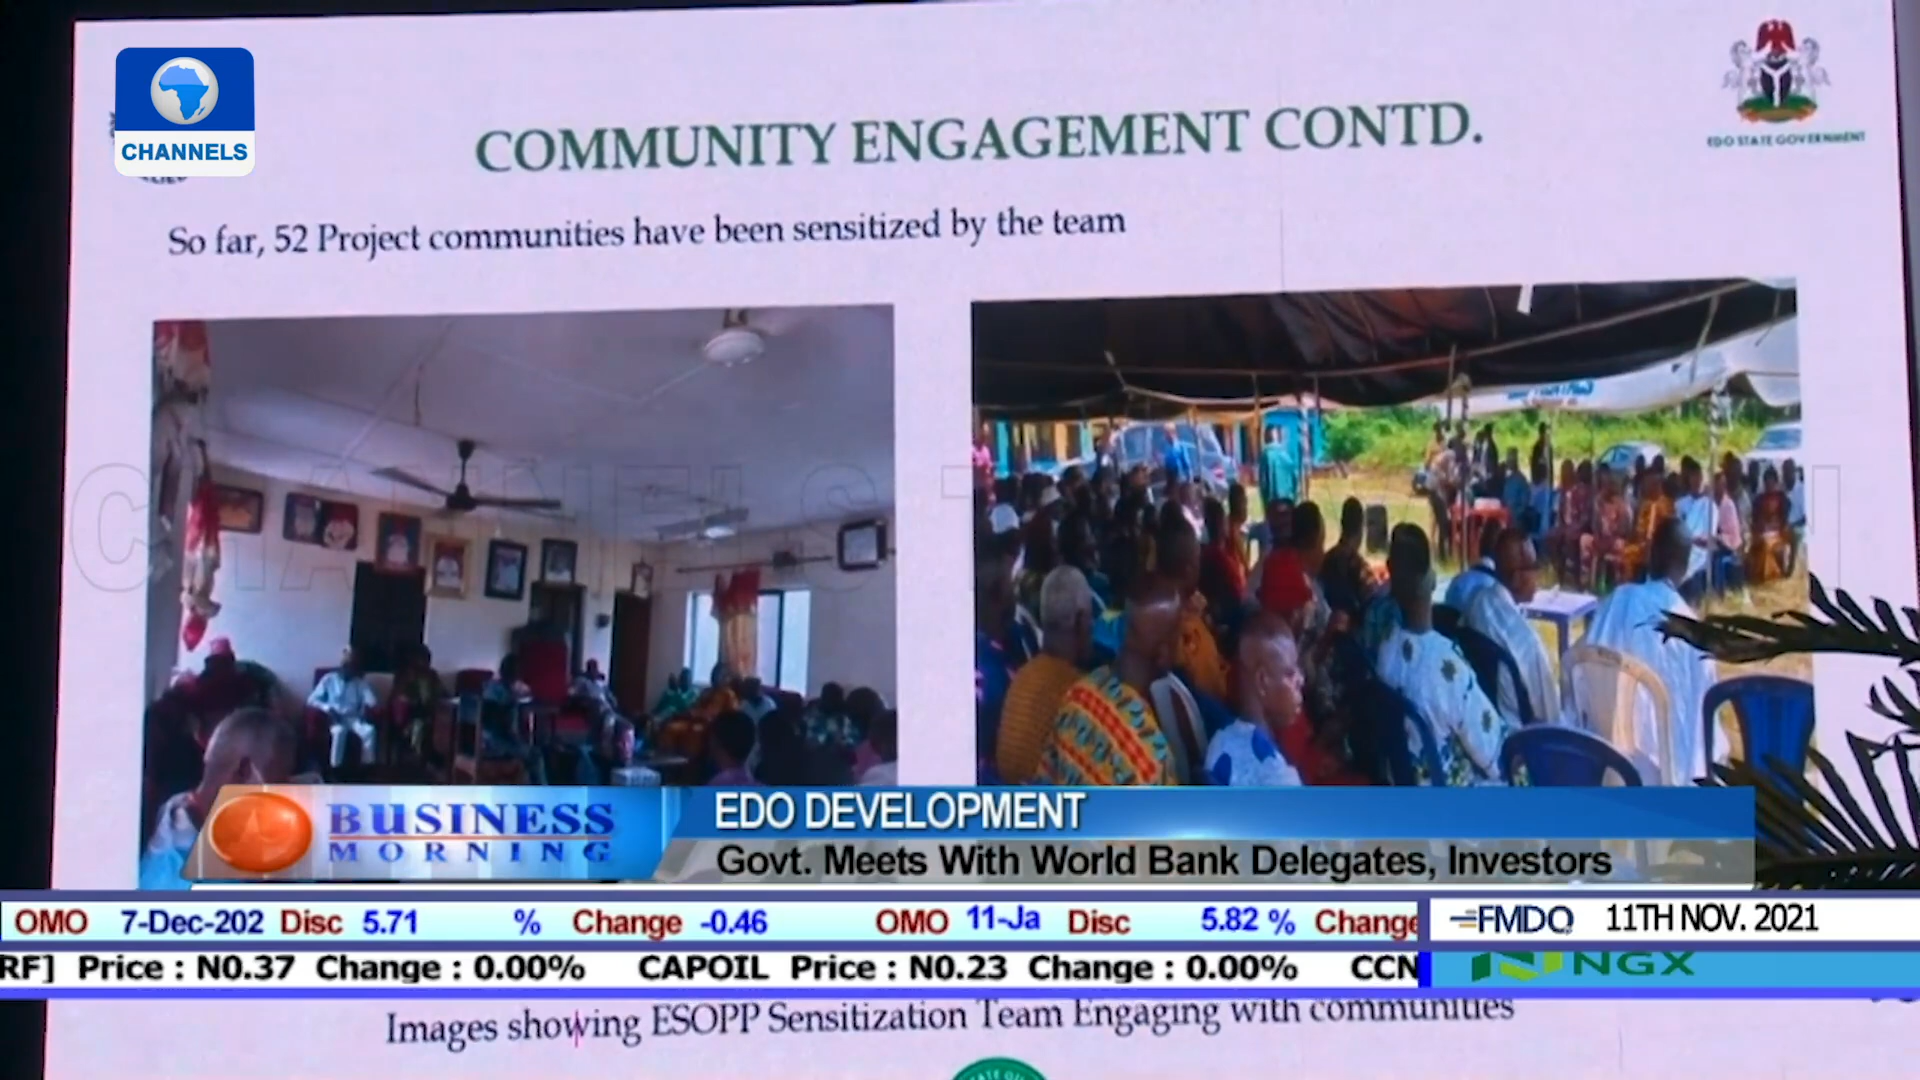 CHANNELS
EDO STATE GOVERNMENT
COMMUNITY ENGAGEMENT CONTD.
So far, 52 Project communities have been sensitized by the team
CHANNELS
BUSINESS
MORNING
EDO DEVELOPMENT
Govt. Meets With World Bank Delegates, Investors
OMO 7-Dec-202 Disc 5.71 % Change -0.46 OMO 11-Ja Disc 5.82 % Change
FMDQ 11TH NOV. 2021
RF] Price : N0.37 Change : 0.00% CAPOIL Price : N0.23 Change : 0.00% CCN
NGX
Images showing ESOPP Sensitization Team Engaging with communities